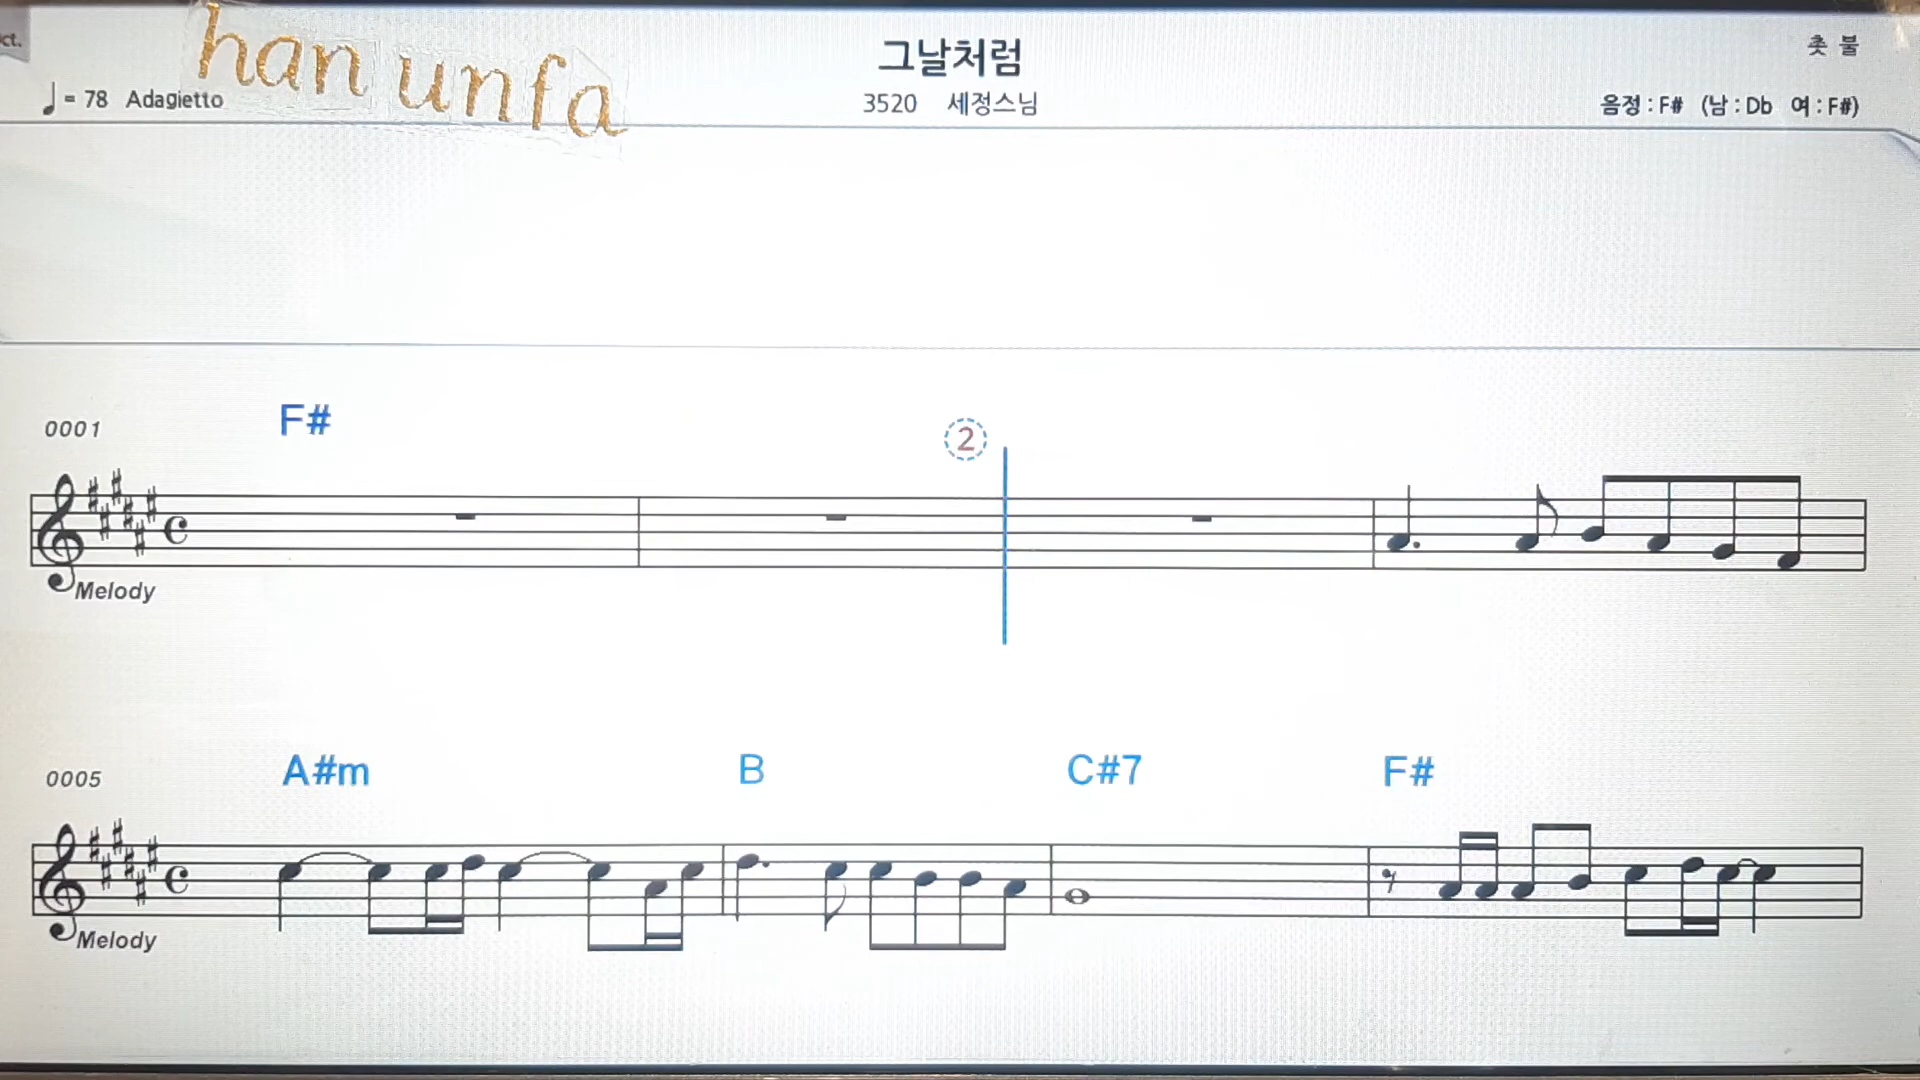 ct.
han unfa
그날처럼
촛 불
♩= 78 Adagietto
3520 세정스님
음정 : F# (남 : Db 여 : F#)
0001
F#
2
Melody
0005
A#m B C#7 F#
Melody